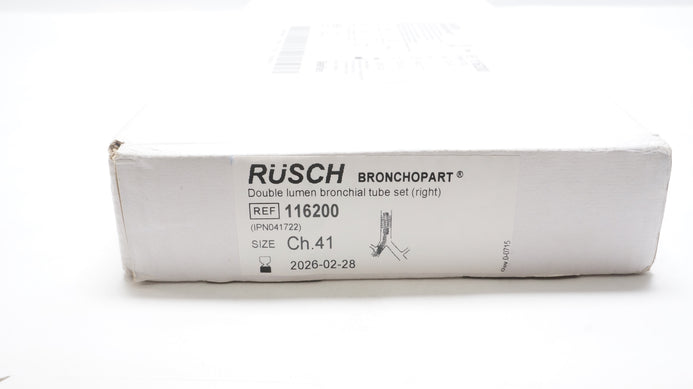 RÜSCH BRONCHOPART®
Double lumen bronchial tube set (right)
REF 116200
(IPN041722)
SIZE Ch.41
2026-02-28